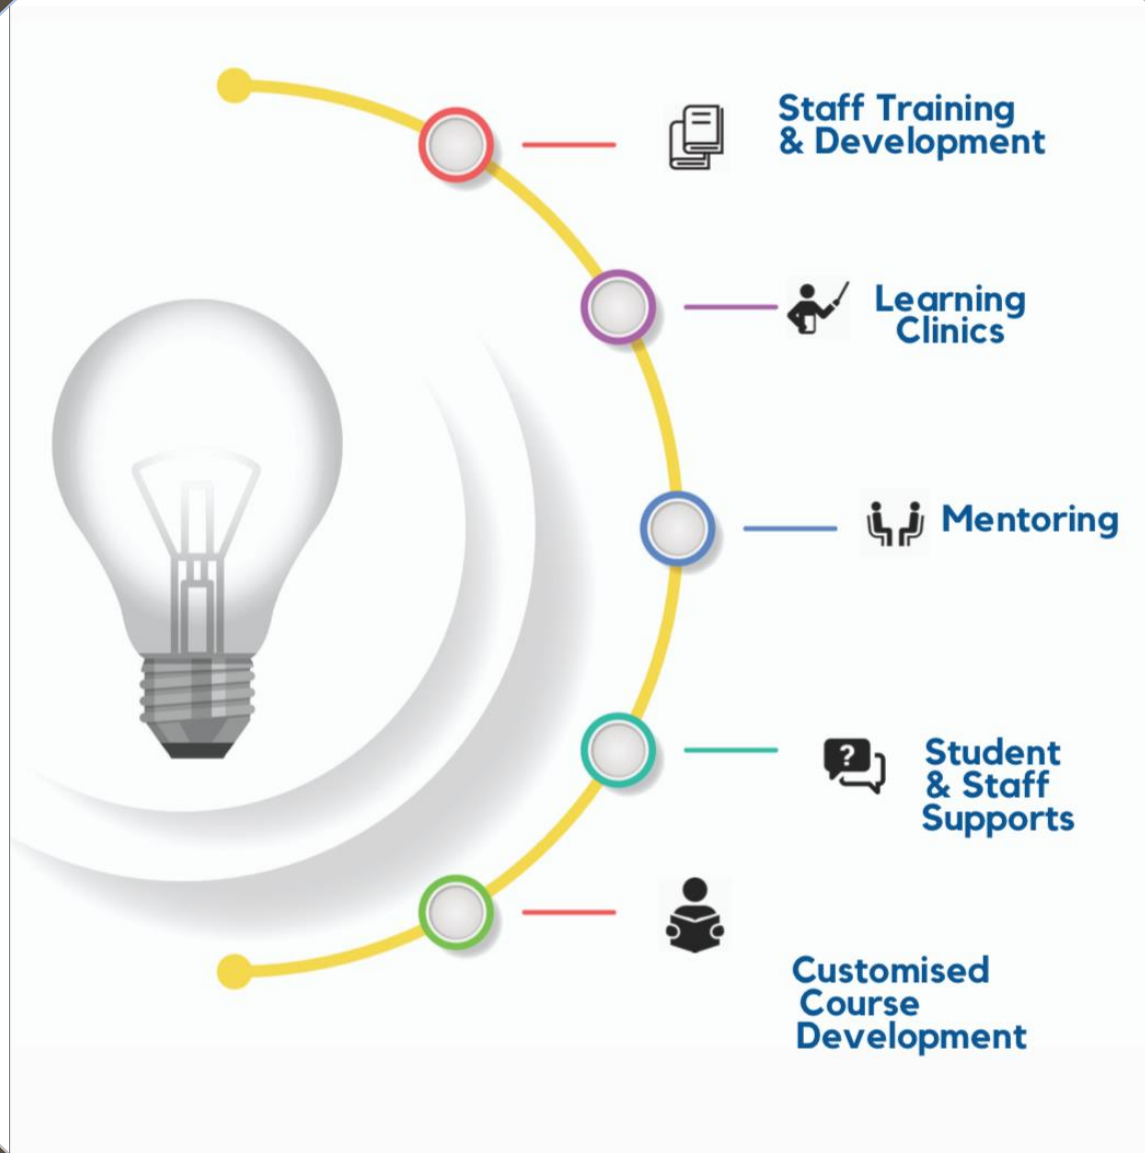 Staff Training
& Development
Learning
Clinics
Mentoring
?
Student
& Staff
Supports
Customised
Course
Development